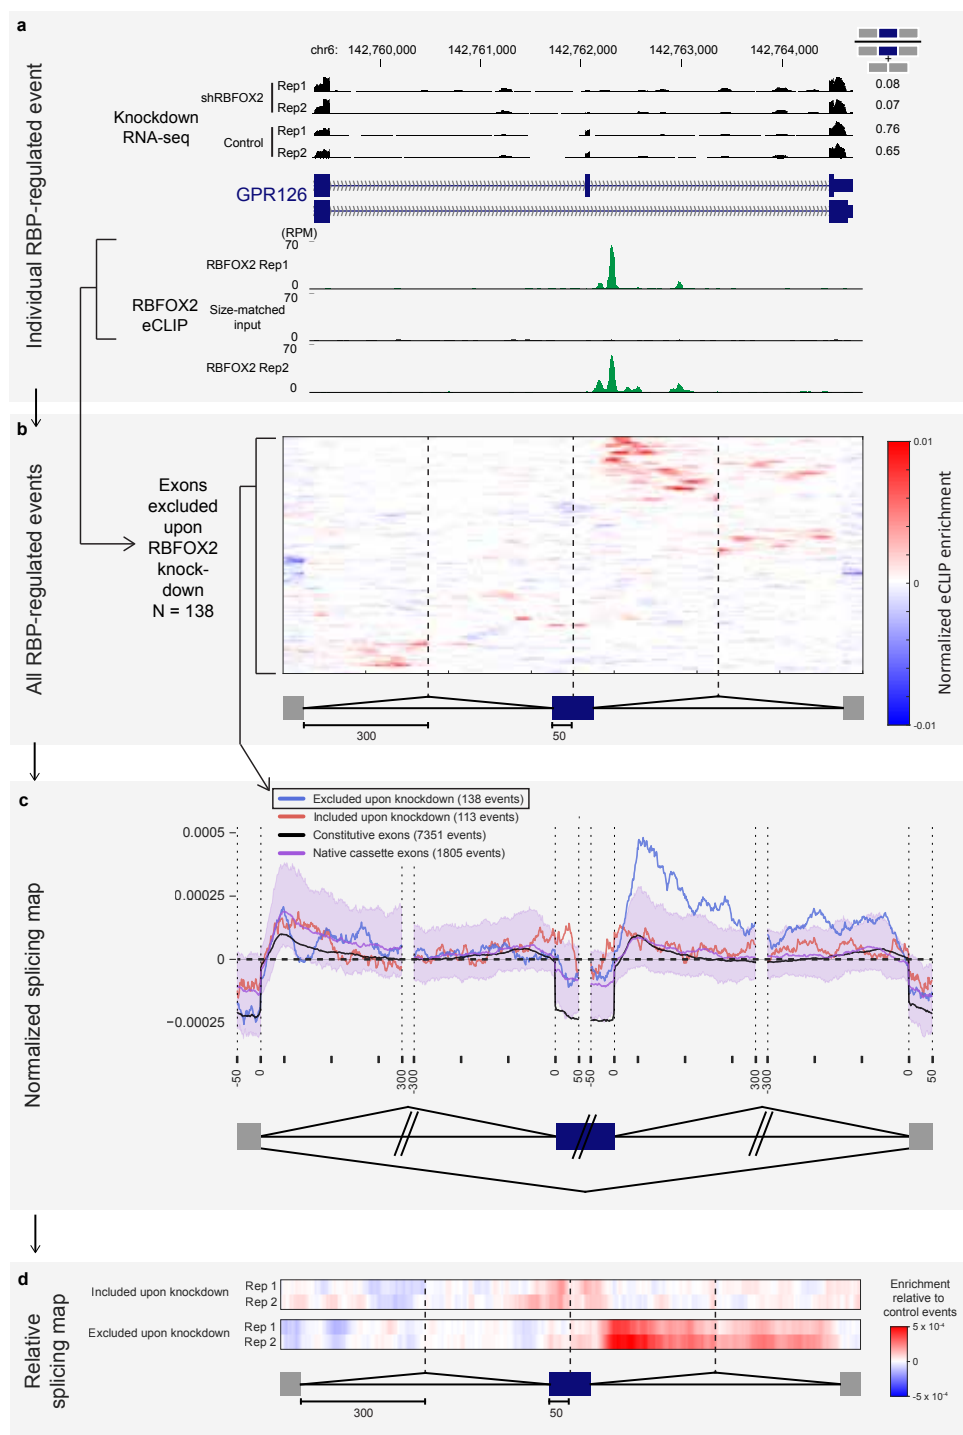 a
Individual RBP-regulated event
chr6: 142,760,000 142,761,000 142,762,000 142,763,000 142,764,000
+
Knockdown
RNA-seq
shRBFOX2
Rep1
0.08
Rep2
0.07
Control
Rep1
0.76
Rep2
0.65
GPR126
(RPM)
RBFOX2
eCLIP
70
RBFOX2 Rep1
0
70
Size-matched
input
0
70
RBFOX2 Rep2
0
b
All RBP-regulated events
Exons
excluded
upon
RBFOX2
knock-
down
N = 138
300
50
0.01
0
-0.01
Normalized eCLIP enrichment
c
Normalized splicing map
Excluded upon knockdown (138 events)
Included upon knockdown (113 events)
Constitutive exons (7351 events)
Native cassette exons (1805 events)
0.0005
0.00025
0
−0.00025
-50 0 300 -300 0 50 -50 0 300 -300 0 50
d
Relative
splicing map
Included upon knockdown
Rep 1
Rep 2
Excluded upon knockdown
Rep 1
Rep 2
300
50
Enrichment
relative to
control events
5 x 10⁻⁴
0
-5 x 10⁻⁴